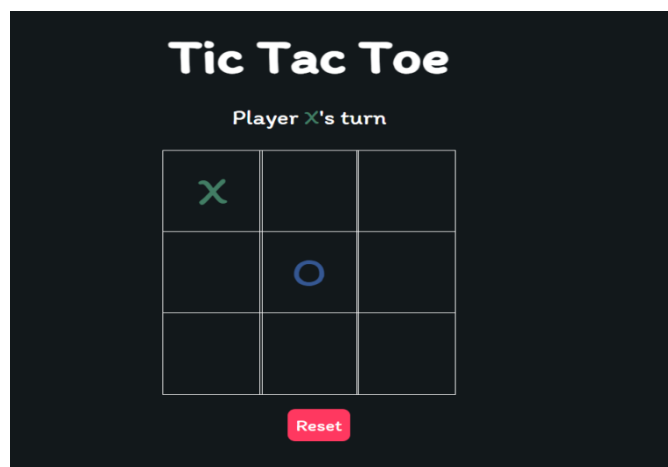 Tic Tac Toe
Player X's turn
X
O
Reset